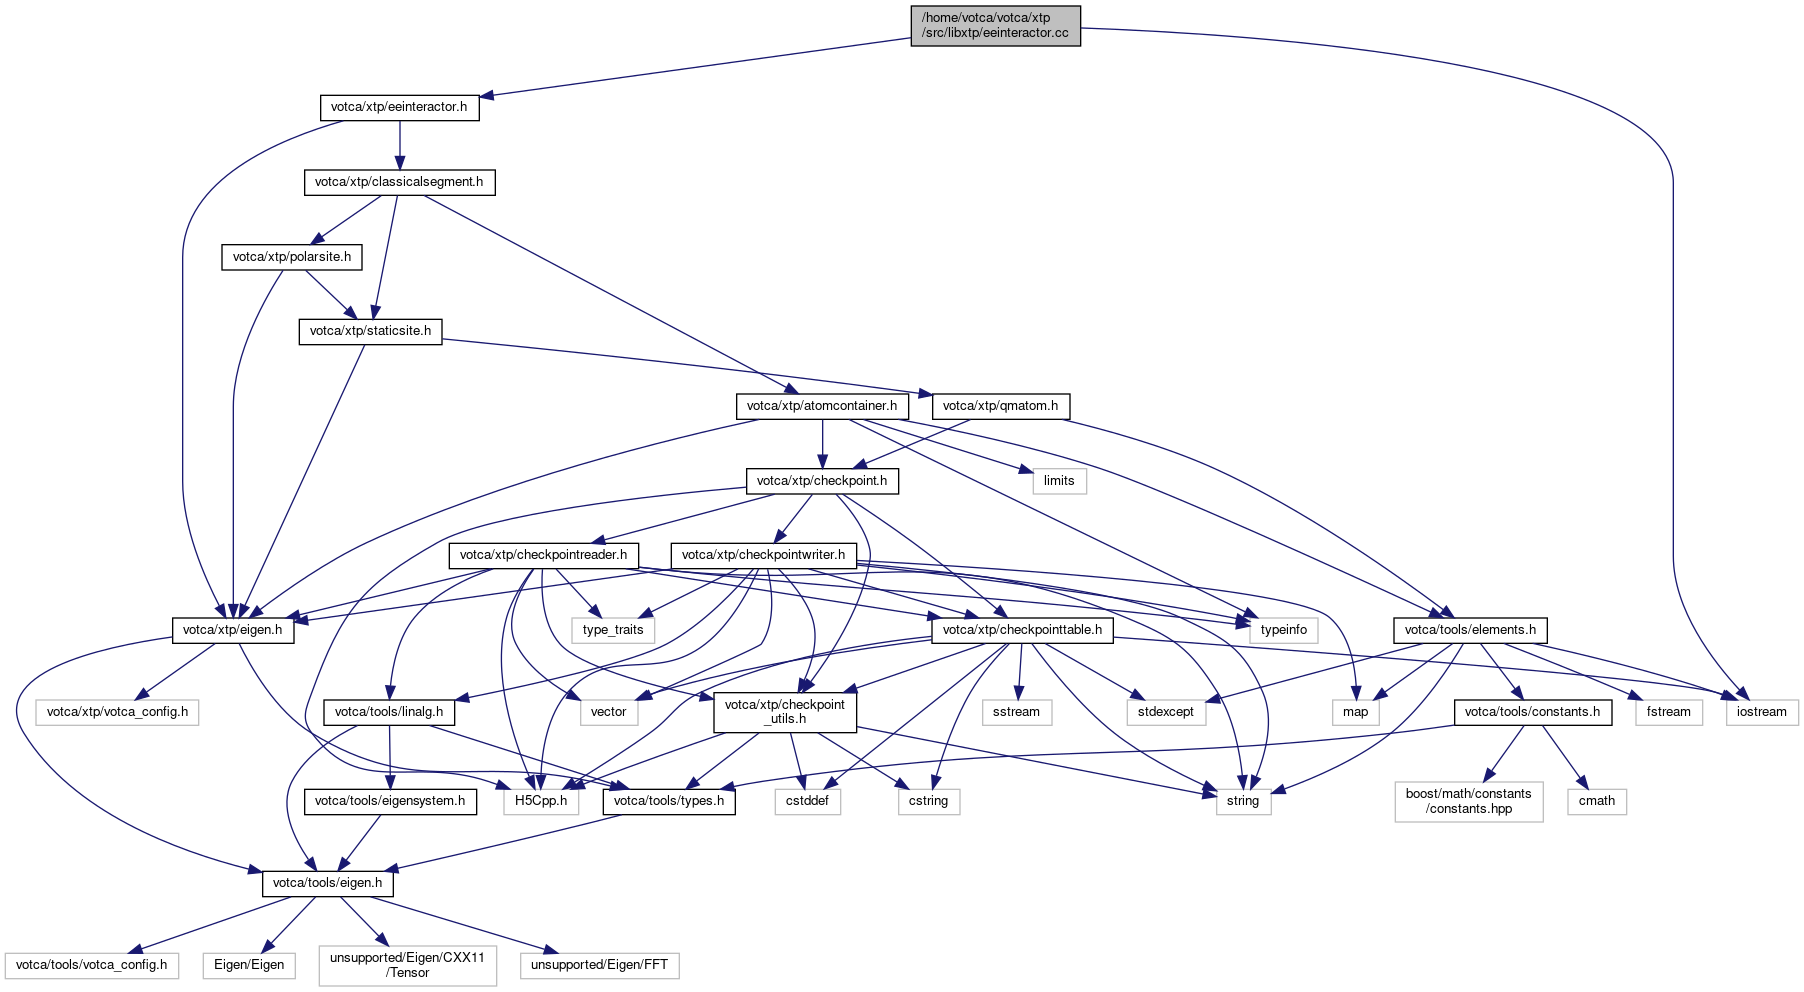 /home/votca/votca/xtp
/src/libxtp/eeinteractor.cc
votca/xtp/eeinteractor.h
votca/xtp/classicalsegment.h
votca/xtp/polarsite.h
votca/xtp/staticsite.h
votca/xtp/atomcontainer.h
votca/xtp/qmatom.h
votca/xtp/checkpoint.h
limits
votca/xtp/checkpointreader.h
votca/xtp/checkpointwriter.h
votca/xtp/eigen.h
type_traits
votca/xtp/checkpointtable.h
typeinfo
votca/tools/elements.h
votca/xtp/votca_config.h
votca/tools/linalg.h
vector
votca/xtp/checkpoint
_utils.h
sstream
stdexcept
map
votca/tools/constants.h
fstream
iostream
votca/tools/eigensystem.h
H5Cpp.h
votca/tools/types.h
cstddef
cstring
string
boost/math/constants
/constants.hpp
cmath
votca/tools/eigen.h
votca/tools/votca_config.h
Eigen/Eigen
unsupported/Eigen/CXX11
/Tensor
unsupported/Eigen/FFT